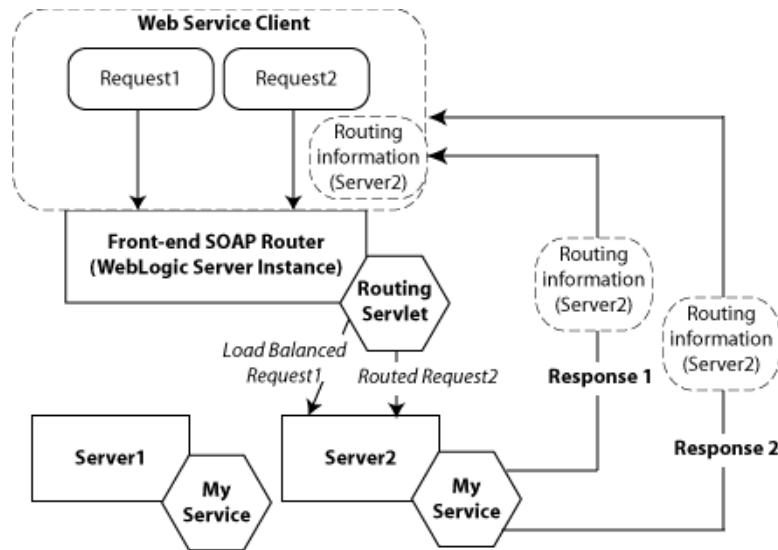 Web Service Client
Request1
Request2
Routing
information
(Server2)
Front-end SOAP Router
(WebLogic Server Instance)
Routing
Servlet
Routing
information
(Server2)
Routing
information
(Server2)
Load Balanced
Request1
Routed Request2
Response 1
Response 2
Server1
My
Service
Server2
My
Service